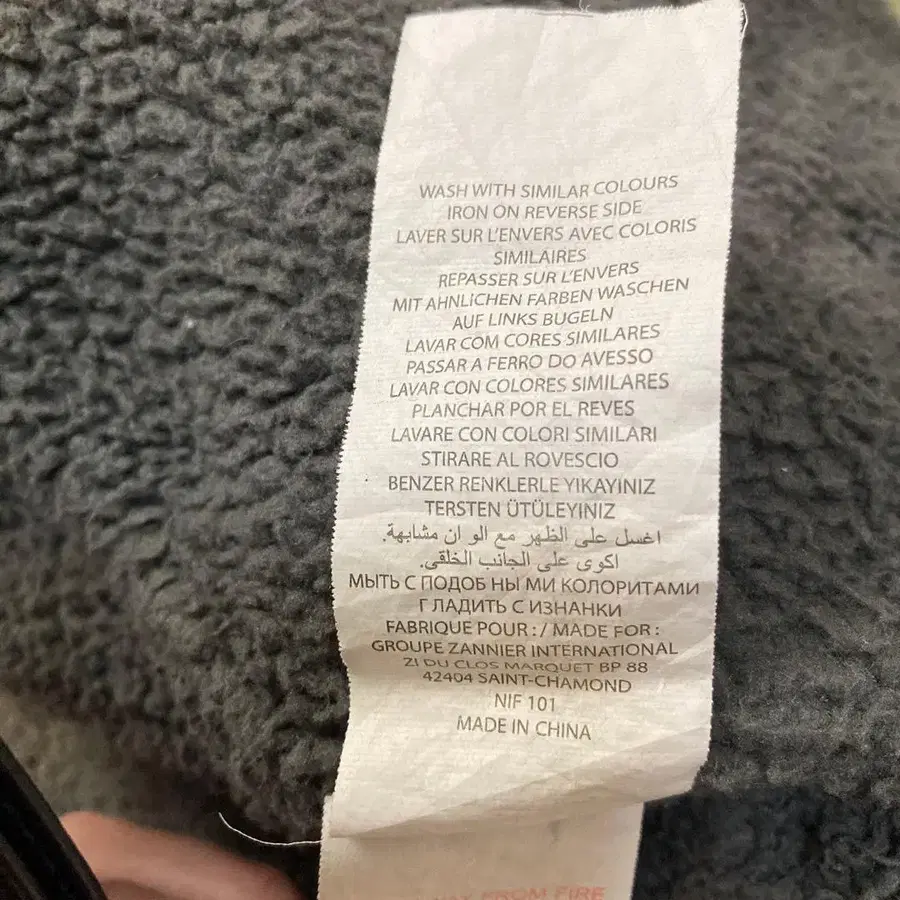 WASH WITH SIMILAR COLOURS
IRON ON REVERSE SIDE
LAVER SUR L'ENVERS AVEC COLORIS
SIMILAIRES
REPASSER SUR L'ENVERS
MIT AHNLICHEN FARBEN WASCHEN
AUF LINKS BUGELN
LAVAR COM CORES SIMILARES
PASSAR A FERRO DO AVESSO
LAVAR CON COLORES SIMILARES
PLANCHAR POR EL REVES
LAVARE CON COLORI SIMILARI
STIRARE AL ROVESCIO
BENZER RENKLERLE YIKAYINIZ
TERSTEN ÜTÜLEYINIZ
اغسل على الظهر مع الو ان مشابهة.
اكوى على الجانب الخلفى.
МЫТЬ С ПОДОБ НЫ МИ КОЛОРИТАМИ
Г ЛАДИТЬ С ИЗНАНКИ
FABRIQUE POUR : / MADE FOR :
GROUPE ZANNIER INTERNATIONAL
ZI DU CLOS MARQUET BP 88
42404 SAINT-CHAMOND
NIF 101
MADE IN CHINA
FROM FIRE